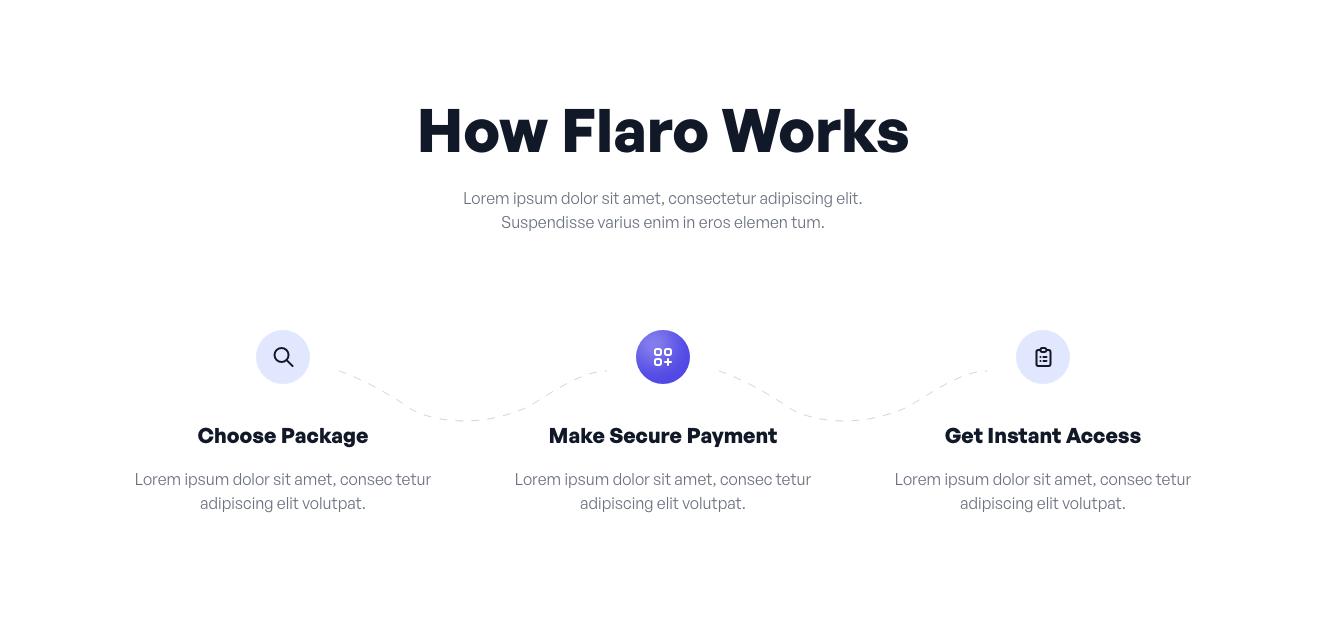 How Flaro Works
Lorem ipsum dolor sit amet, consectetur adipiscing elit.
Suspendisse varius enim in eros elemen tum.
Choose Package
Lorem ipsum dolor sit amet, consec tetur
adipiscing elit volutpat.
Make Secure Payment
Lorem ipsum dolor sit amet, consec tetur
adipiscing elit volutpat.
Get Instant Access
Lorem ipsum dolor sit amet, consec tetur
adipiscing elit volutpat.